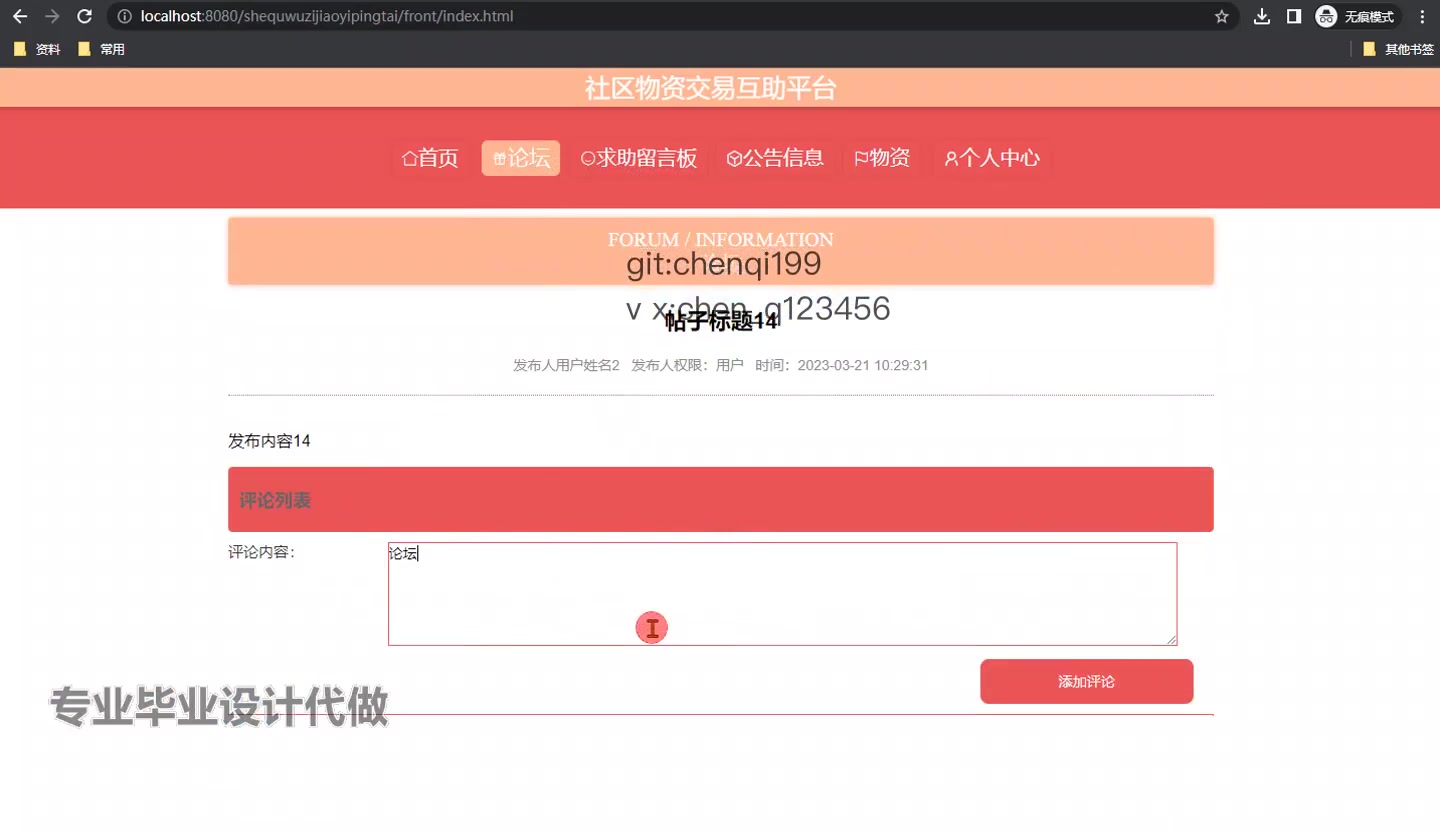 localhost:8080/shequwuzijiaoyipingtai/front/index.html
无痕模式
资料
常用
其他书签
社区物资交易互助平台
首页
论坛
求助留言板
公告信息
物资
个人中心
FORUM / INFORMATION
git:chenqi199
v x:chen_q123456
帖子标题14
发布人用户姓名2 发布人权限：用户 时间：2023-03-21 10:29:31
发布内容14
评论列表
评论内容：
论坛
添加评论
专业毕业设计代做